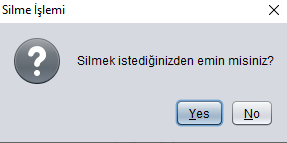 Silme İşlemi
Silmek istediğinizden emin misiniz?
Yes No